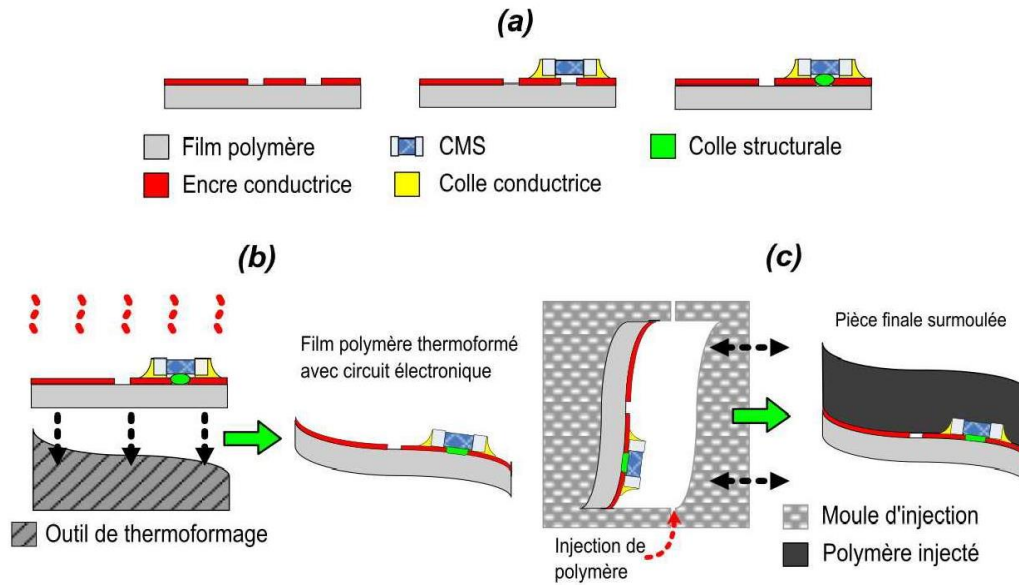 (a)
Film polymère
CMS
Colle structurale
Encre conductrice
Colle conductrice
(b)
Film polymère thermoformé
avec circuit électronique
Outil de thermoformage
(c)
Pièce finale surmoulée
Injection de
polymère
Moule d'injection
Polymère injecté